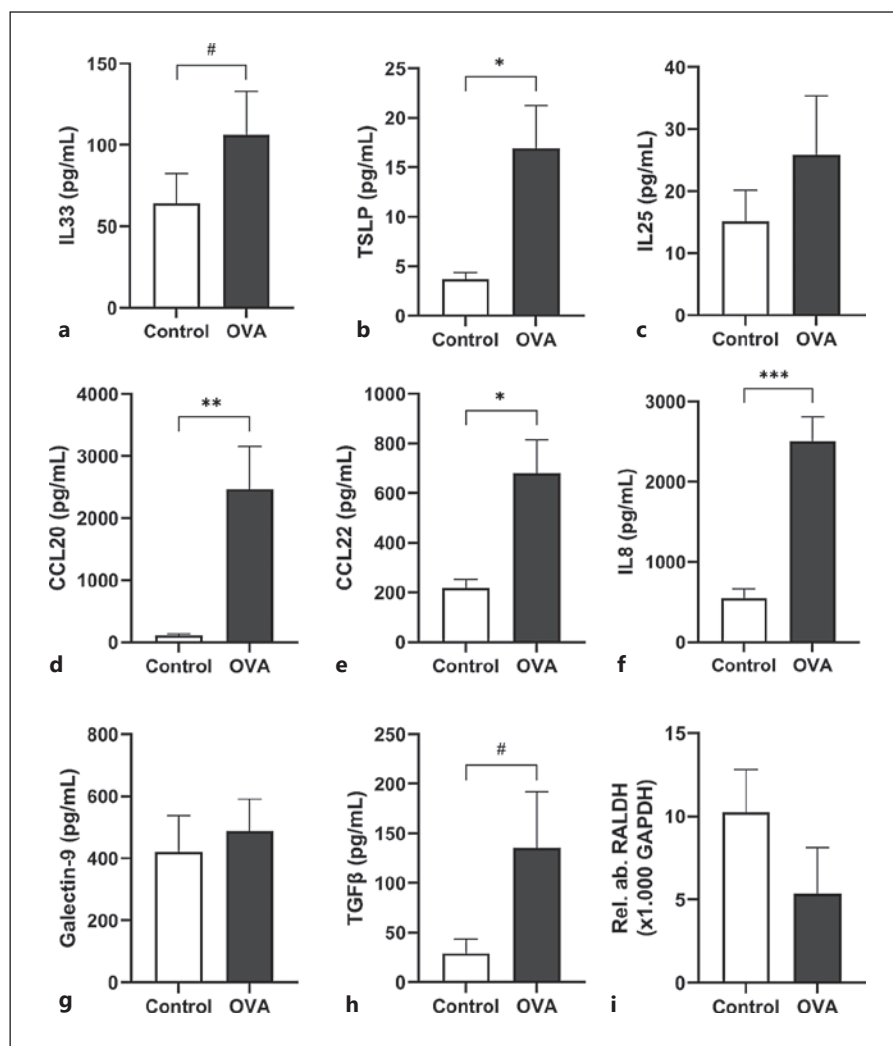 #
150
100
50
0
IL33 (pg/mL)
Control OVA
a
*
25
20
15
10
5
0
TSLP (pg/mL)
Control OVA
b
40
30
20
15
10
0
IL25 (pg/mL)
Control OVA
c
**
4000
3000
2000
1000
0
CCL20 (pg/mL)
Control OVA
d
*
1000
800
600
400
200
0
CCL22 (pg/mL)
Control OVA
e
***
3000
2000
1000
0
IL8 (pg/mL)
Control OVA
f
800
600
400
200
0
Galectin-9 (pg/mL)
Control OVA
g
#
250
200
150
100
50
0
TGFβ (pg/mL)
Control OVA
h
15
10
5
0
Rel. ab. RALDH
(x1.000 GAPDH)
Control OVA
i